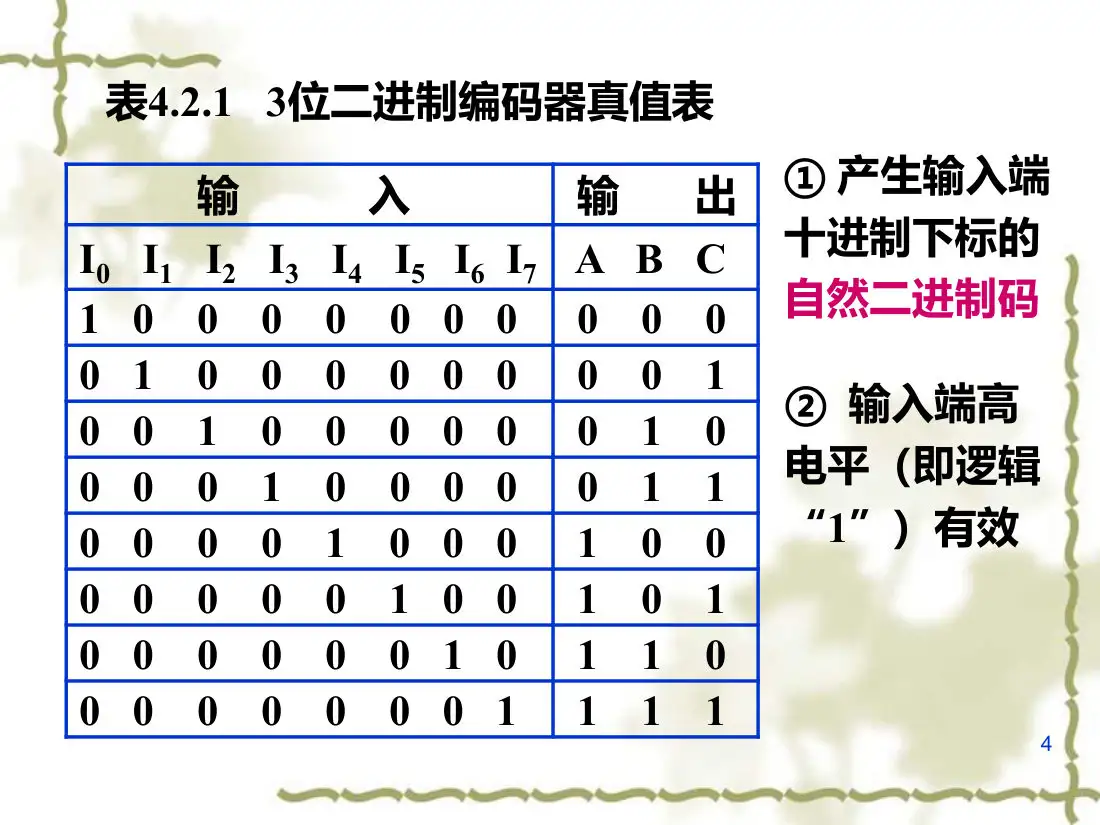 表4.2.1 3位二进制编码器真值表
输 入 输 出
I₀ I₁ I₂ I₃ I₄ I₅ I₆ I₇ A B C
1 0 0 0 0 0 0 0 0 0 0
0 1 0 0 0 0 0 0 0 0 1
0 0 1 0 0 0 0 0 0 1 0
0 0 0 1 0 0 0 0 0 1 1
0 0 0 0 1 0 0 0 1 0 0
0 0 0 0 0 1 0 0 1 0 1
0 0 0 0 0 0 1 0 1 1 0
0 0 0 0 0 0 0 1 1 1 1
① 产生输入端
十进制下标的
自然二进制码
② 输入端高
电平（即逻辑
“1”）有效
4